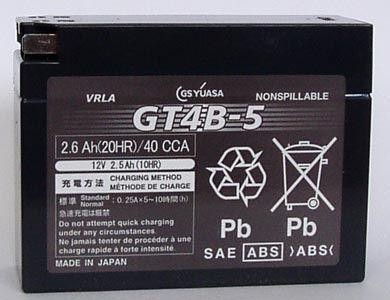 VRLA
GS YUASA
NONSPILLABLE
GT4B-5
2.6 Ah(20HR)/40 CCA
12V 2.5Ah(10HR)
充電方法 CHARGING METHOD
MÉTHODE DE CHARGE
標準 Standard Normal : 0.25A×5~10時間(h)
急速充電は厳禁
Do not attempt quick charging
under any circumstances.
Ne jamais tenter de procéder à une
charge rapide á forte intensité.
MADE IN JAPAN
Pb
Pb
SAE ABS >ABS<